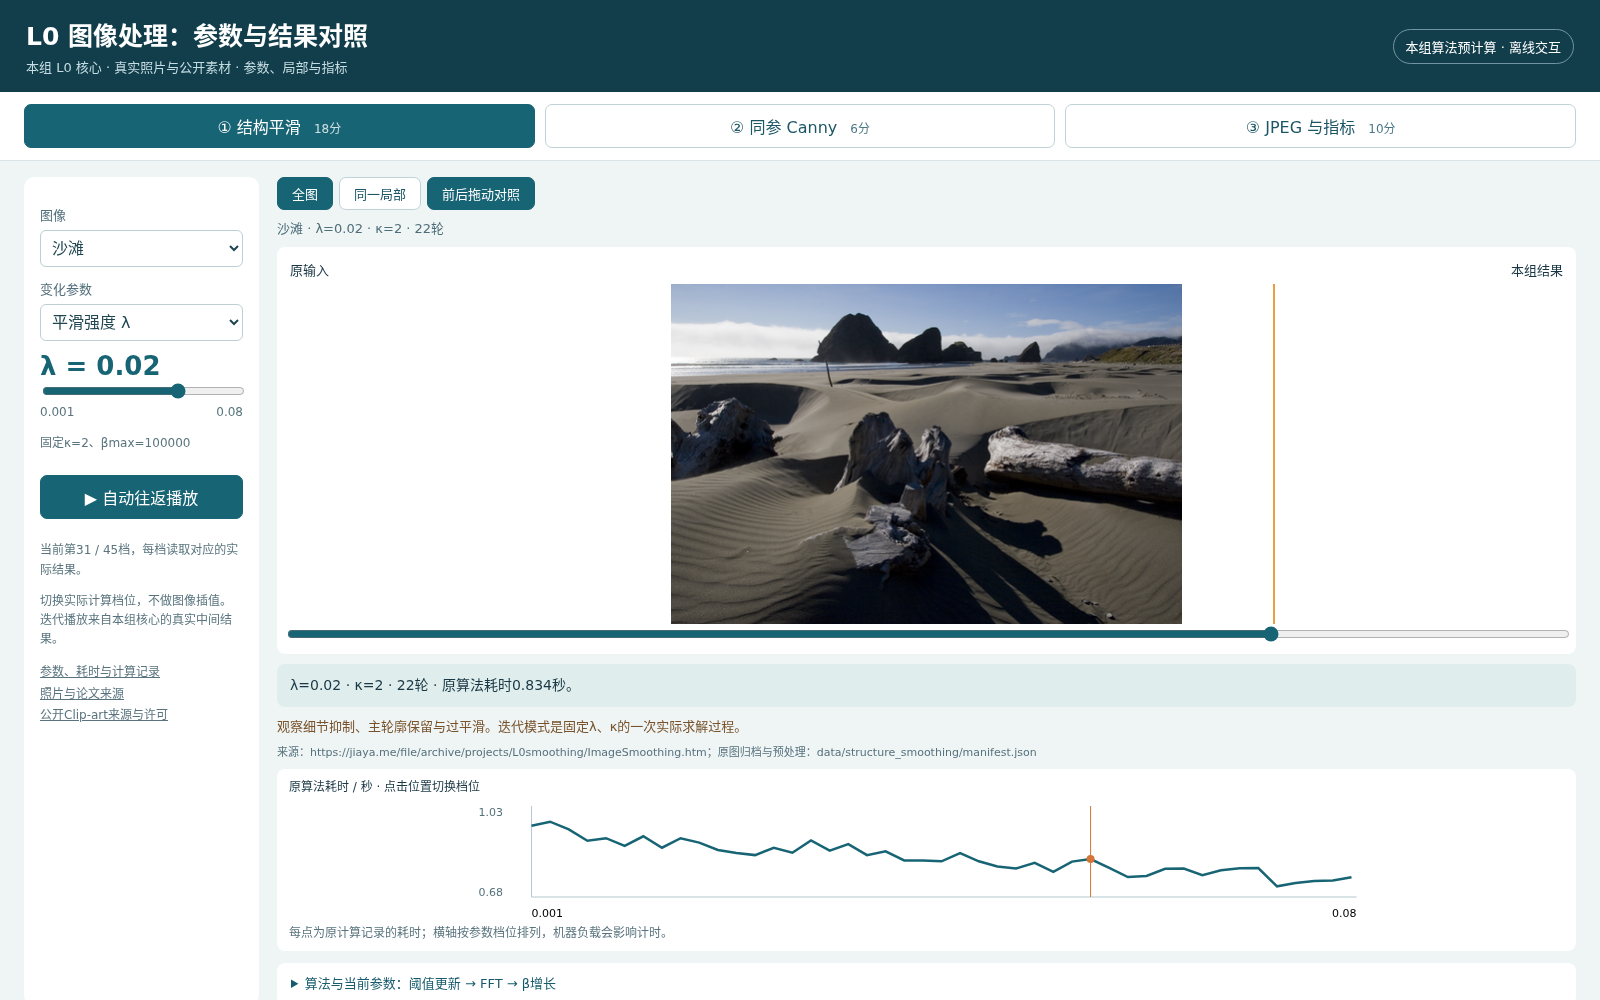 L0 图像处理：参数与结果对照
本组 L0 核心 · 真实照片与公开素材 · 参数、局部与指标
本组算法预计算 · 离线交互
① 结构平滑 18分
② 同参 Canny 6分
③ JPEG 与指标 10分
图像
沙滩
变化参数
平滑强度 λ
λ = 0.02
0.001 0.08
固定κ=2、βmax=100000
▶ 自动往返播放
当前第31 / 45档，每档读取对应的实
际结果。
切换实际计算档位，不做图像插值。
迭代播放来自本组核心的真实中间结
果。
参数、耗时与计算记录
照片与论文来源
公开Clip-art来源与许可
全图 同一局部 前后拖动对照
沙滩 · λ=0.02 · κ=2 · 22轮
原输入 本组结果
λ=0.02 · κ=2 · 22轮 · 原算法耗时0.834秒。
观察细节抑制、主轮廓保留与过平滑。迭代模式是固定λ、κ的一次实际求解过程。
来源：https://jiaya.me/file/archive/projects/L0smoothing/ImageSmoothing.htm；原图归档与预处理：data/structure_smoothing/manifest.json
原算法耗时 / 秒 · 点击位置切换档位
1.03
0.68
0.001 0.08
每点为原计算记录的耗时；横轴按参数档位排列，机器负载会影响计时。
▶ 算法与当前参数：阈值更新 → FFT → β增长